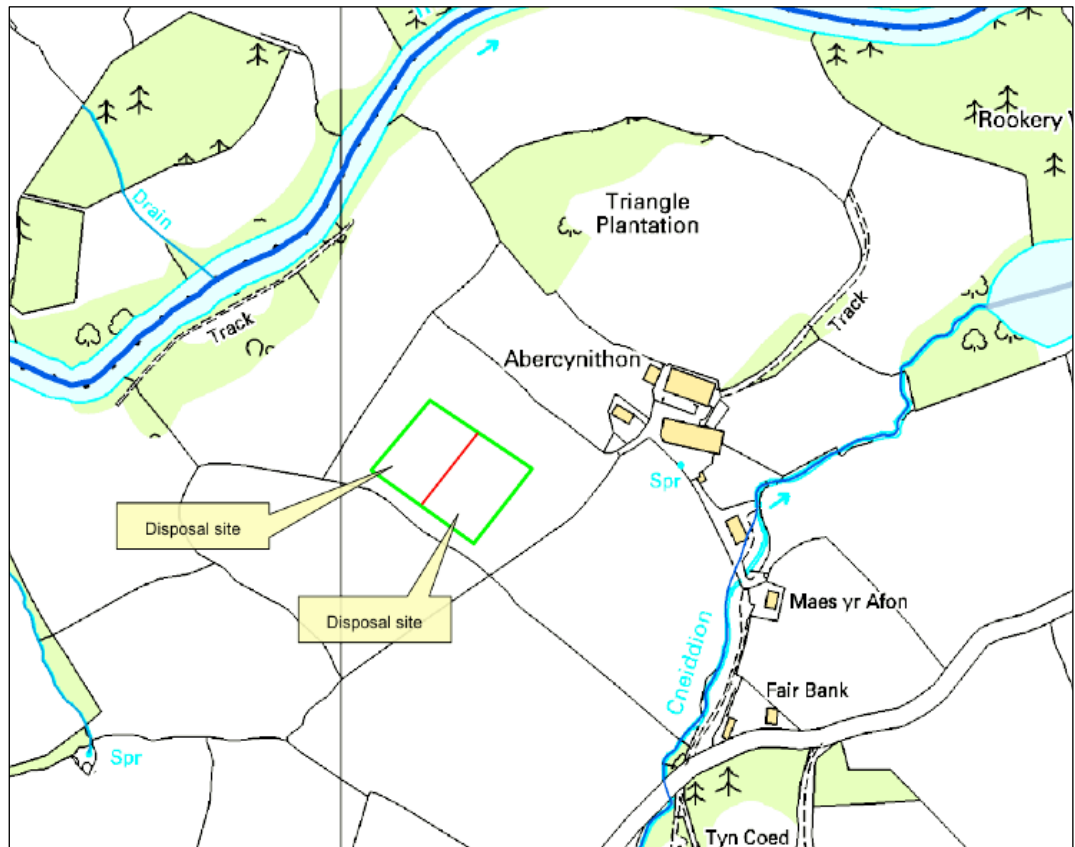 Rookery
Drain
Triangle
Plantation
Track
Track
Abercynithon
Spr
Disposal site
Disposal site
Maes yr Afon
Cneiddion
Fair Bank
Spr
Tyn Coed